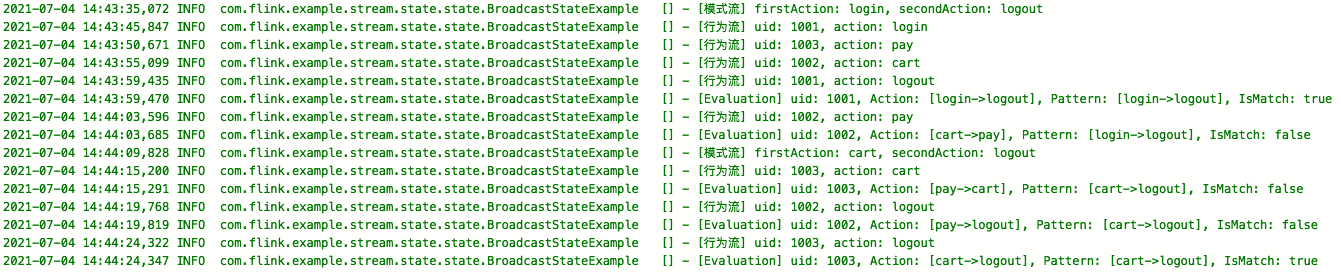 2021-07-04 14:43:35,072 INFO  com.flink.example.stream.state.state.BroadcastStateExample   [] - [模式流] firstAction: login, secondAction: logout
2021-07-04 14:43:45,847 INFO  com.flink.example.stream.state.state.BroadcastStateExample   [] - [行为流] uid: 1001, action: login
2021-07-04 14:43:50,671 INFO  com.flink.example.stream.state.state.BroadcastStateExample   [] - [行为流] uid: 1003, action: pay
2021-07-04 14:43:55,099 INFO  com.flink.example.stream.state.state.BroadcastStateExample   [] - [行为流] uid: 1002, action: cart
2021-07-04 14:43:59,435 INFO  com.flink.example.stream.state.state.BroadcastStateExample   [] - [行为流] uid: 1001, action: logout
2021-07-04 14:43:59,470 INFO  com.flink.example.stream.state.state.BroadcastStateExample   [] - [Evaluation] uid: 1001, Action: [login->logout], Pattern: [login->logout], IsMatch: true
2021-07-04 14:44:03,596 INFO  com.flink.example.stream.state.state.BroadcastStateExample   [] - [行为流] uid: 1002, action: pay
2021-07-04 14:44:03,685 INFO  com.flink.example.stream.state.state.BroadcastStateExample   [] - [Evaluation] uid: 1002, Action: [cart->pay], Pattern: [login->logout], IsMatch: false
2021-07-04 14:44:09,828 INFO  com.flink.example.stream.state.state.BroadcastStateExample   [] - [模式流] firstAction: cart, secondAction: logout
2021-07-04 14:44:15,200 INFO  com.flink.example.stream.state.state.BroadcastStateExample   [] - [行为流] uid: 1003, action: cart
2021-07-04 14:44:15,291 INFO  com.flink.example.stream.state.state.BroadcastStateExample   [] - [Evaluation] uid: 1003, Action: [pay->cart], Pattern: [cart->logout], IsMatch: false
2021-07-04 14:44:19,768 INFO  com.flink.example.stream.state.state.BroadcastStateExample   [] - [行为流] uid: 1002, action: logout
2021-07-04 14:44:19,819 INFO  com.flink.example.stream.state.state.BroadcastStateExample   [] - [Evaluation] uid: 1002, Action: [pay->logout], Pattern: [cart->logout], IsMatch: false
2021-07-04 14:44:24,322 INFO  com.flink.example.stream.state.state.BroadcastStateExample   [] - [行为流] uid: 1003, action: logout
2021-07-04 14:44:24,347 INFO  com.flink.example.stream.state.state.BroadcastStateExample   [] - [Evaluation] uid: 1003, Action: [cart->logout], Pattern: [cart->logout], IsMatch: true